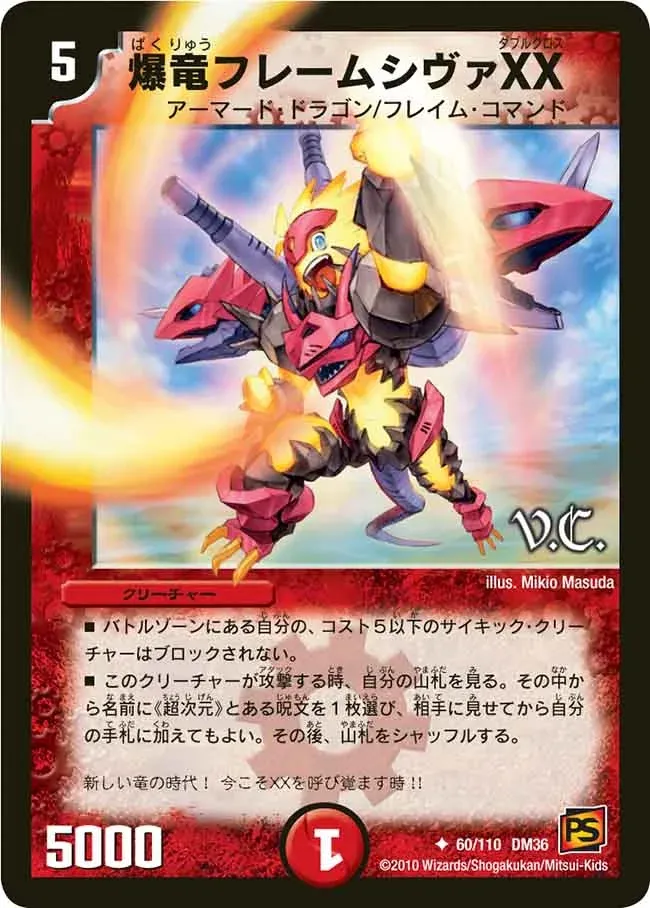 5
ばくりゅう ダブルクロス
爆竜フレームシヴァXX
アーマード・ドラゴン/フレイム・コマンド
V.C.
illus. Mikio Masuda
クリーチャー
■ バトルゾーンにある自分の、コスト5以下のサイキック・クリー
チャーはブロックされない。
■ このクリーチャーが攻撃する時、自分の山札を見る。その中か
ら名前に《超次元》とある呪文を1枚選び、相手に見せてから自分
の手札に加えてもよい。その後、山札をシャッフルする。
新しい竜の時代! 今こそXXを呼び覚ます時!!
5000
1
60/110 DM36
PS
©2010 Wizards/Shogakukan/Mitsui-Kids